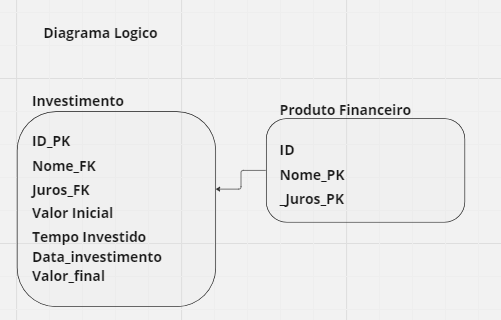 Diagrama Logico
Investimento
ID_PK
Nome_FK
Juros_FK
Valor Inicial
Tempo Investido
Data_investimento
Valor_final
Produto Financeiro
ID
Nome_PK
_Juros_PK